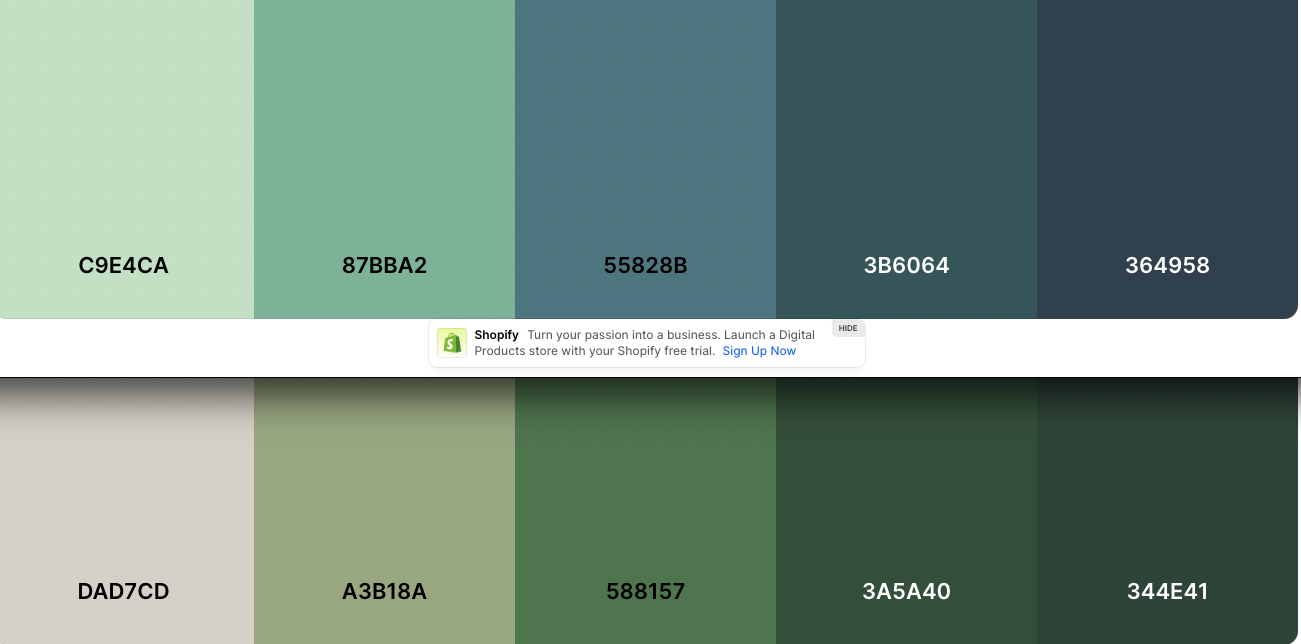 C9E4CA
87BBA2
55828B
3B6064
364958
Shopify Turn your passion into a business. Launch a Digital
HIDE
Products store with your Shopify free trial. Sign Up Now
DAD7CD
A3B18A
588157
3A5A40
344E41